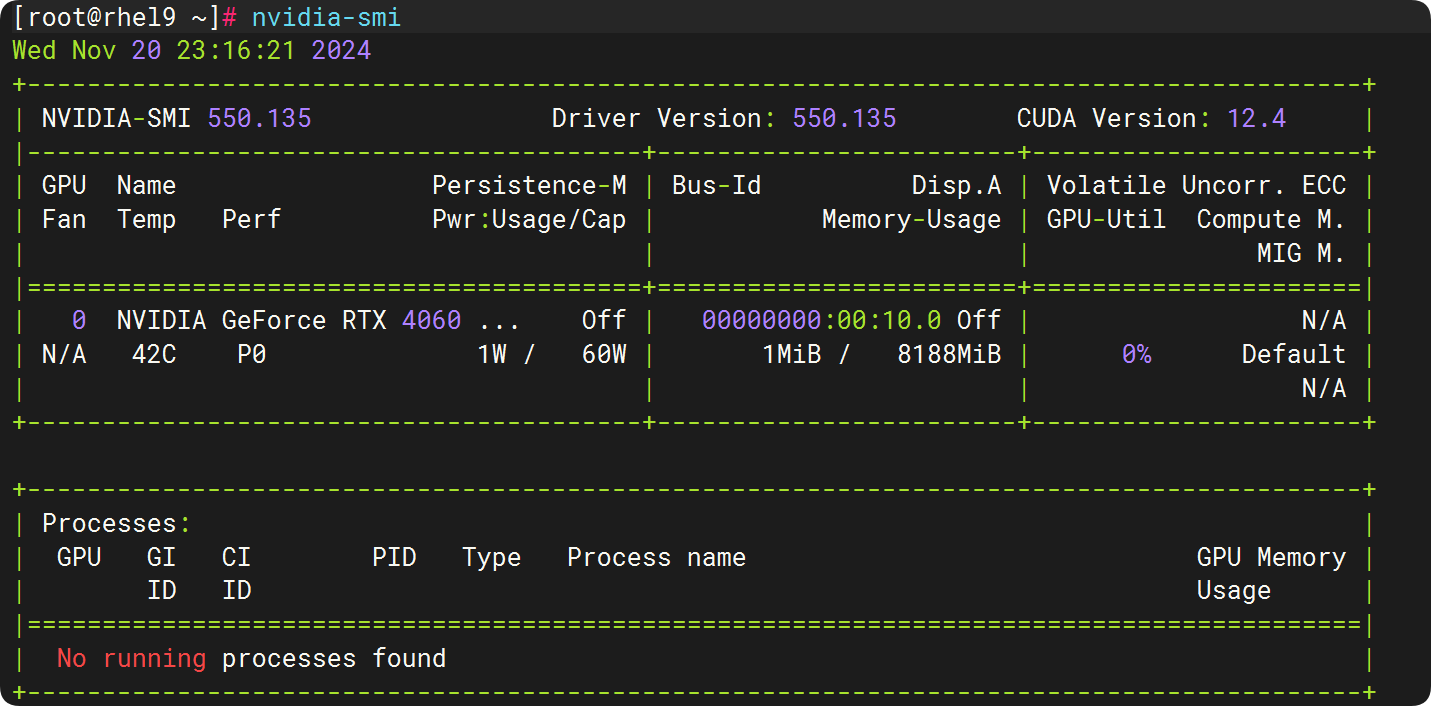 [root@rhel9 ~]# nvidia-smi
Wed Nov 20 23:16:21 2024
+-----------------------------------------------------------------------------------------+
| NVIDIA-SMI 550.135                Driver Version: 550.135        CUDA Version: 12.4     |
|-----------------------------------------+------------------------+----------------------+
| GPU  Name                 Persistence-M | Bus-Id          Disp.A | Volatile Uncorr. ECC |
| Fan  Temp   Perf          Pwr:Usage/Cap |           Memory-Usage | GPU-Util  Compute M. |
|                                         |                        |               MIG M. |
|=========================================+========================+======================|
|   0  NVIDIA GeForce RTX 4060 ...    Off |   00000000:00:10.0 Off |                  N/A |
| N/A   42C    P0              1W /   60W |       1MiB /   8188MiB |      0%      Default |
|                                         |                        |                  N/A |
+-----------------------------------------+------------------------+----------------------+

+-----------------------------------------------------------------------------------------+
| Processes:                                                                              |
|  GPU   GI   CI        PID   Type   Process name                              GPU Memory |
|        ID   ID                                                               Usage      |
|=========================================================================================|
|  No running processes found                                                             |
+-----------------------------------------------------------------------------------------+